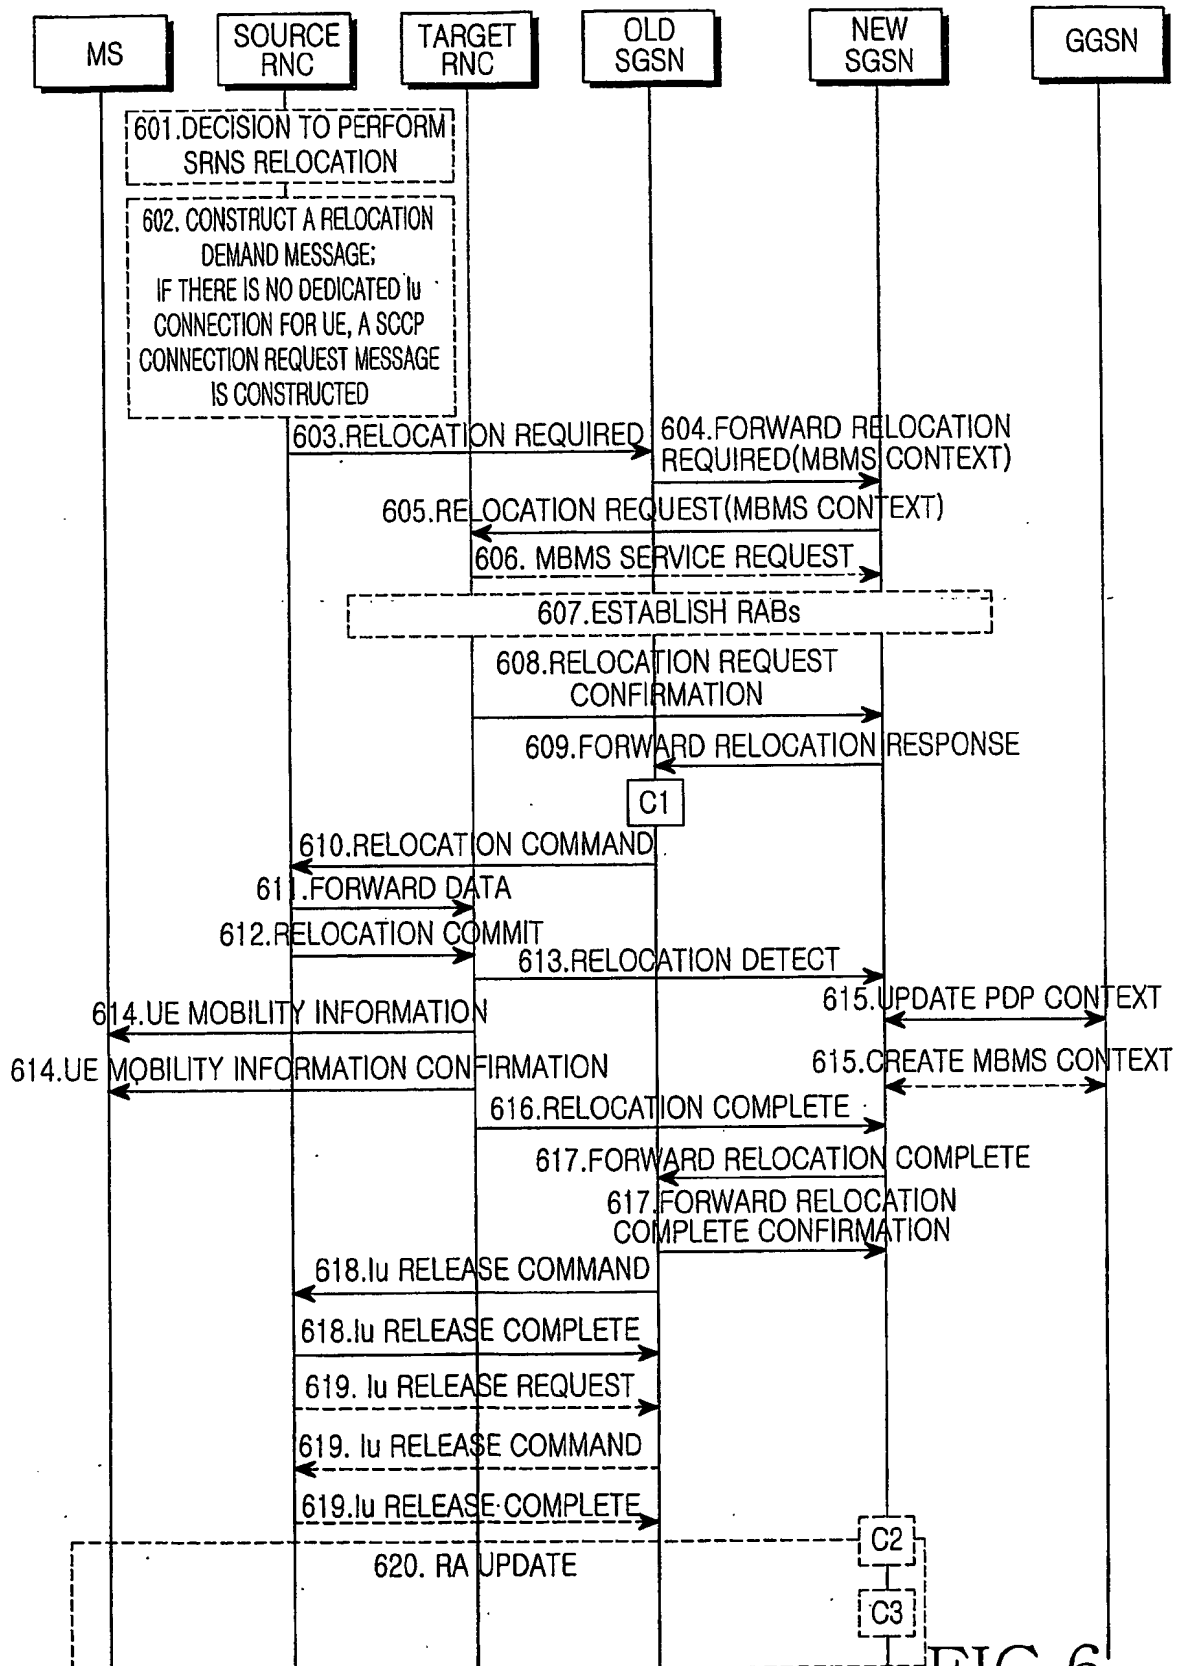 MS
SOURCE
RNC
TARGET
RNC
OLD
SGSN
NEW
SGSN
GGSN
601.DECISION TO PERFORM
SRNS RELOCATION
602. CONSTRUCT A RELOCATION
DEMAND MESSAGE;
IF THERE IS NO DEDICATED Iu
CONNECTION FOR UE, A SCCP
CONNECTION REQUEST MESSAGE
IS CONSTRUCTED
603.RELOCATION REQUIRED
604.FORWARD RELOCATION
REQUIRED(MBMS CONTEXT)
605.RELOCATION REQUEST(MBMS CONTEXT)
606. MBMS SERVICE REQUEST
607.ESTABLISH RABs
608.RELOCATION REQUEST
CONFIRMATION
609.FORWARD RELOCATION RESPONSE
C1
610.RELOCATION COMMAND
611.FORWARD DATA
612.RELOCATION COMMIT
613.RELOCATION DETECT
615.UPDATE PDP CONTEXT
614.UE MOBILITY INFORMATION
615.CREATE MBMS CONTEXT
614.UE MOBILITY INFORMATION CONFIRMATION
616.RELOCATION COMPLETE
617.FORWARD RELOCATION COMPLETE
617.FORWARD RELOCATION
COMPLETE CONFIRMATION
618.Iu RELEASE COMMAND
618.Iu RELEASE COMPLETE
619. Iu RELEASE REQUEST
619. Iu RELEASE COMMAND
619.Iu RELEASE COMPLETE
C2
620. RA UPDATE
C3
FIG.6